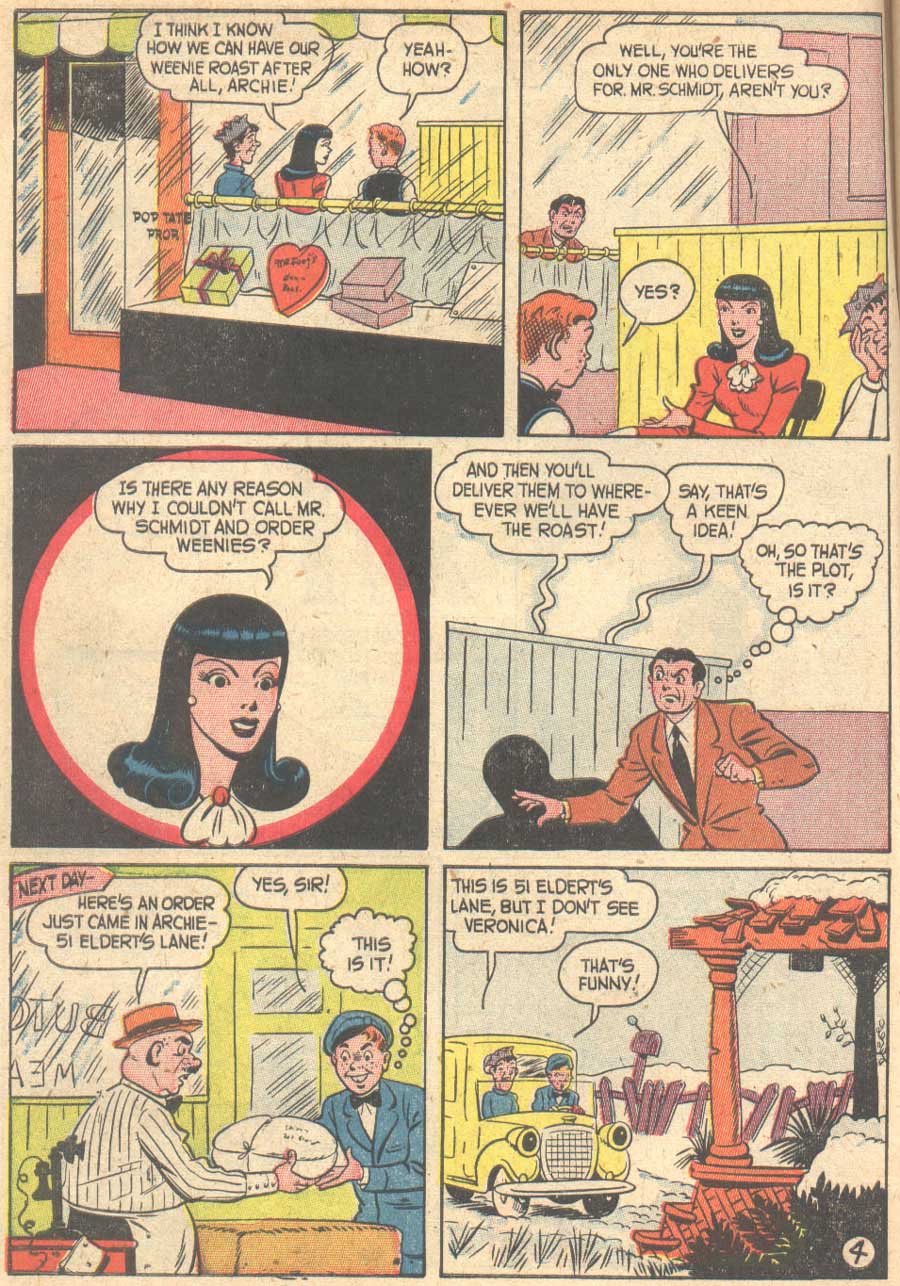 I THINK I KNOW
HOW WE CAN HAVE OUR
WEENIE ROAST AFTER
ALL, ARCHIE!
YEAH-
HOW?
POP TATE
PROR
WELL, YOU'RE THE
ONLY ONE WHO DELIVERS
FOR MR. SCHMIDT, AREN'T YOU?
YES?
IS THERE ANY REASON
WHY I COULDN'T CALL MR.
SCHMIDT AND ORDER
WEENIES?
AND THEN YOU'LL
DELIVER THEM TO WHERE-
EVER WE'LL HAVE
THE ROAST!
SAY, THAT'S
A KEEN
IDEA!
OH, SO THAT'S
THE PLOT,
IS IT?
NEXT DAY-
HERE'S AN ORDER
JUST CAME IN ARCHIE-
51 ELDERT'S LANE!
YES, SIR!
THIS
IS IT!
BUTC
MEA
THIS IS 51 ELDERT'S
LANE, BUT I DON'T SEE
VERONICA!
THAT'S
FUNNY!
4